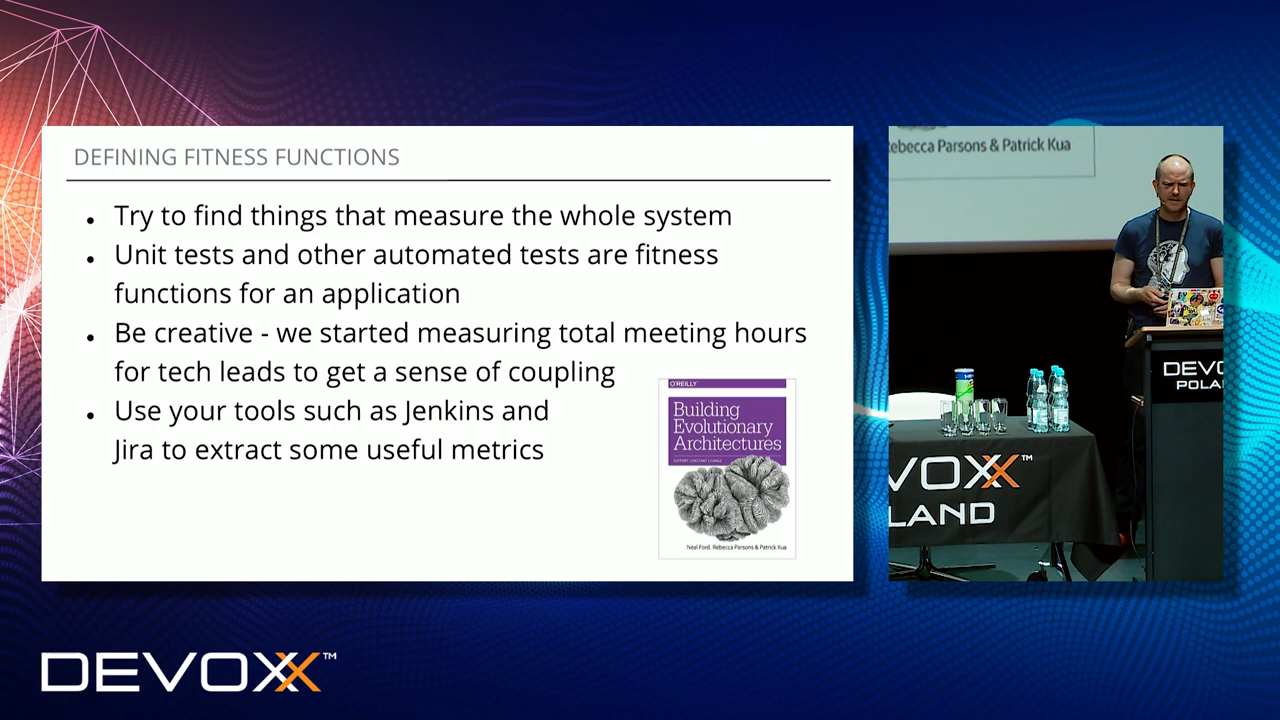 DEFINING FITNESS FUNCTIONS
• Try to find things that measure the whole system
• Unit tests and other automated tests are fitness
functions for an application
• Be creative - we started measuring total meeting hours
for tech leads to get a sense of coupling
• Use your tools such as Jenkins and
Jira to extract some useful metrics
O'REILLY®
Building
Evolutionary
Architectures
SUPPORT CONSTANT CHANGE
Neal Ford, Rebecca Parsons & Patrick Kua
ebecca Parsons & Patrick Kua
DEVO
POLA
VOXX™
LAND
DEVOXX™